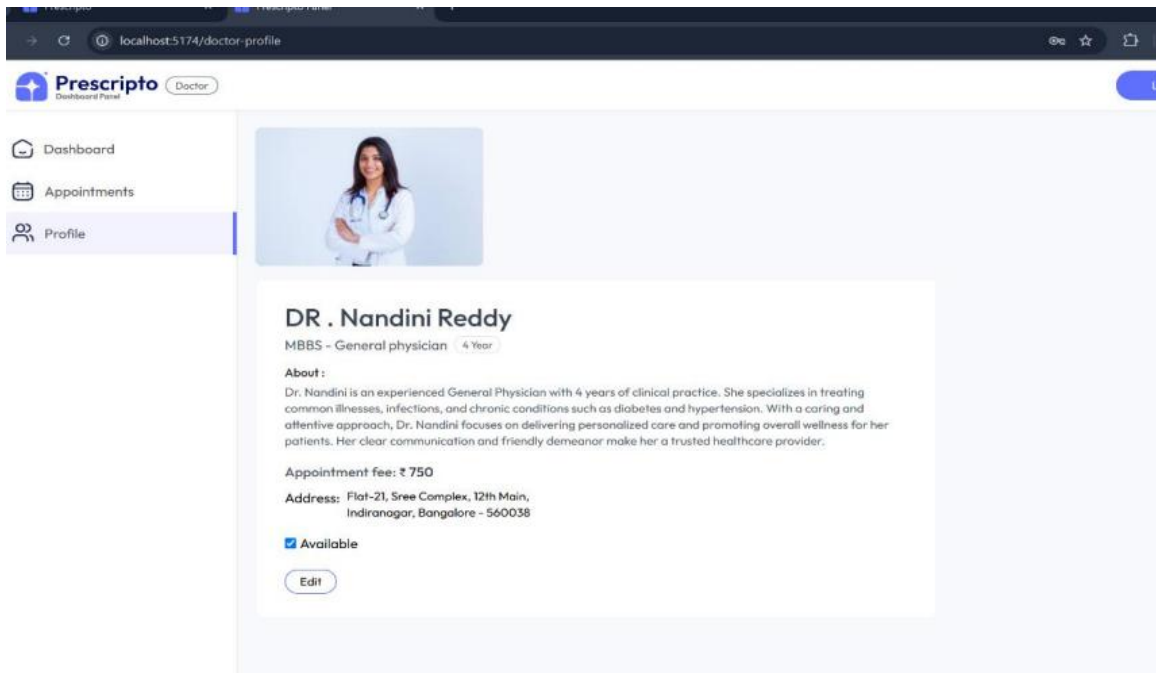 Prescripto
Prescripto Panel
localhost:5174/doctor-profile
Prescripto
Doctor
Dashboard Panel
Dashboard
Appointments
Profile
DR . Nandini Reddy
MBBS - General physician 4 Year
About :
Dr. Nandini is an experienced General Physician with 4 years of clinical practice. She specializes in treating
common illnesses, infections, and chronic conditions such as diabetes and hypertension. With a caring and
attentive approach, Dr. Nandini focuses on delivering personalized care and promoting overall wellness for her
patients. Her clear communication and friendly demeanor make her a trusted healthcare provider.
Appointment fee: ₹ 750
Address: Flat-21, Sree Complex, 12th Main,
Indiranagar, Bangalore - 560038
Available
Edit